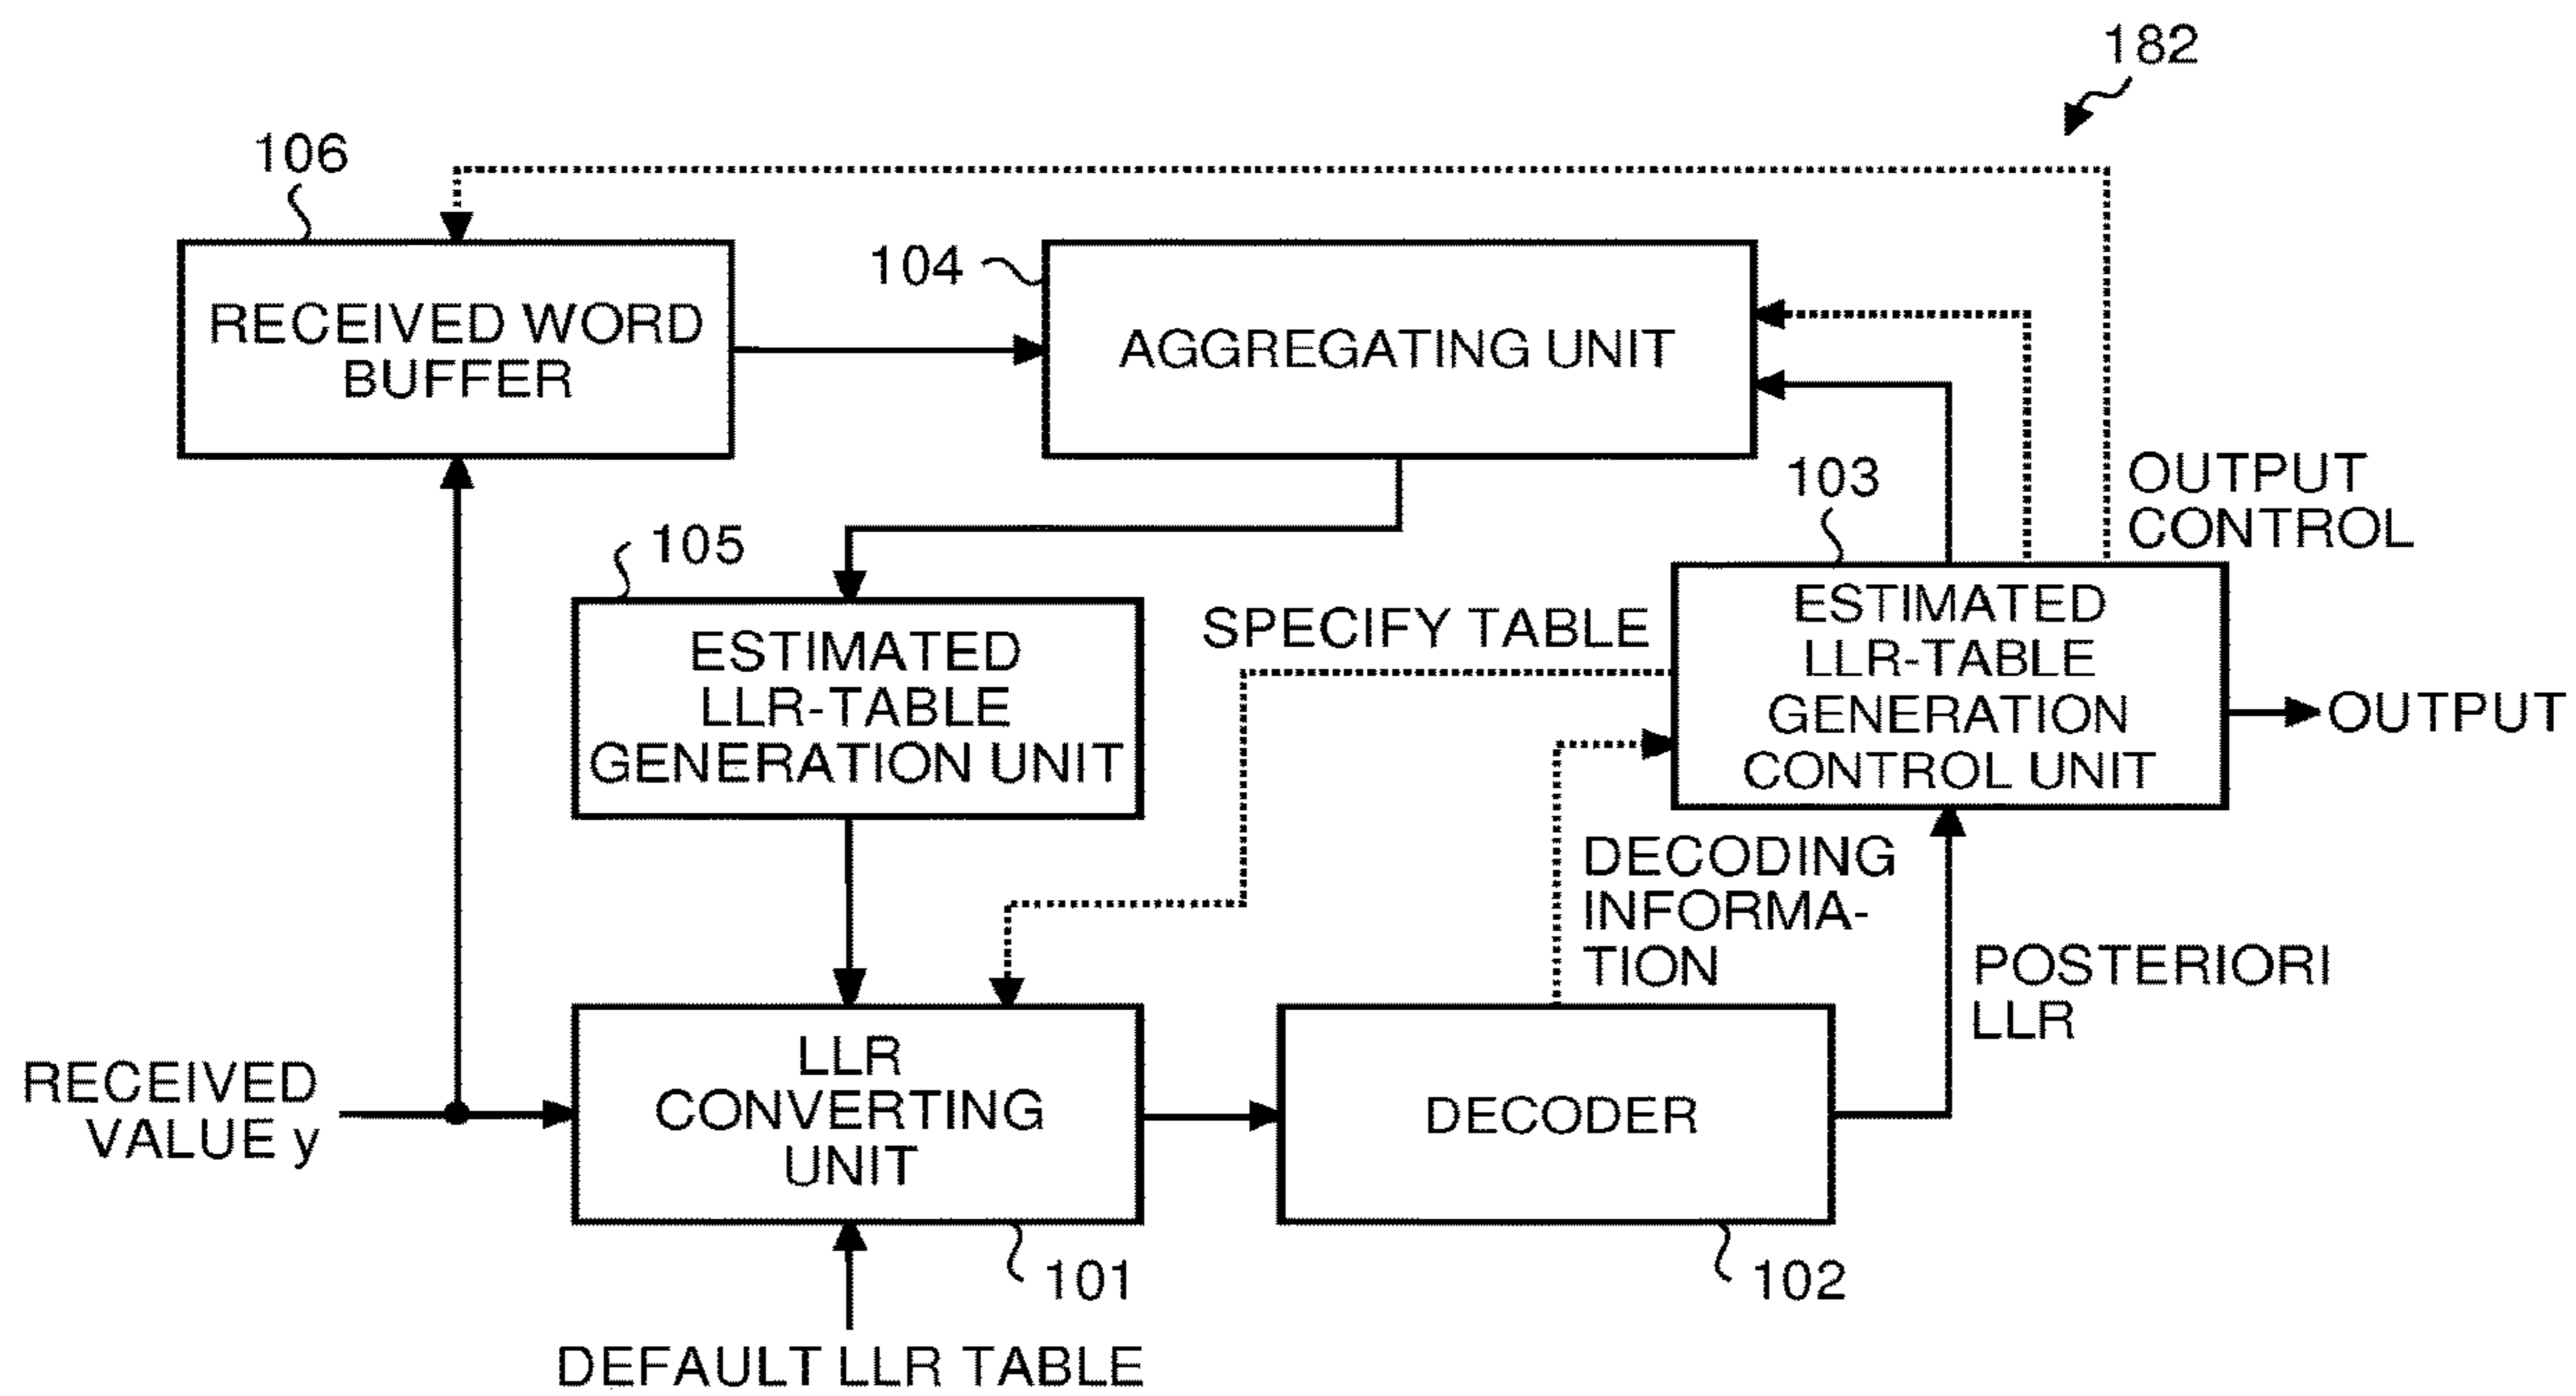 182
106
RECEIVED WORD
BUFFER
104
AGGREGATING UNIT
OUTPUT
CONTROL
103
105
ESTIMATED
LLR-TABLE
GENERATION UNIT
SPECIFY TABLE
ESTIMATED
LLR-TABLE
GENERATION
CONTROL UNIT
OUTPUT
DECODING
INFORMA-
TION
POSTERIORI
LLR
RECEIVED
VALUE y
LLR
CONVERTING
UNIT
DECODER
101
102
DEFAULT LLR TABLE